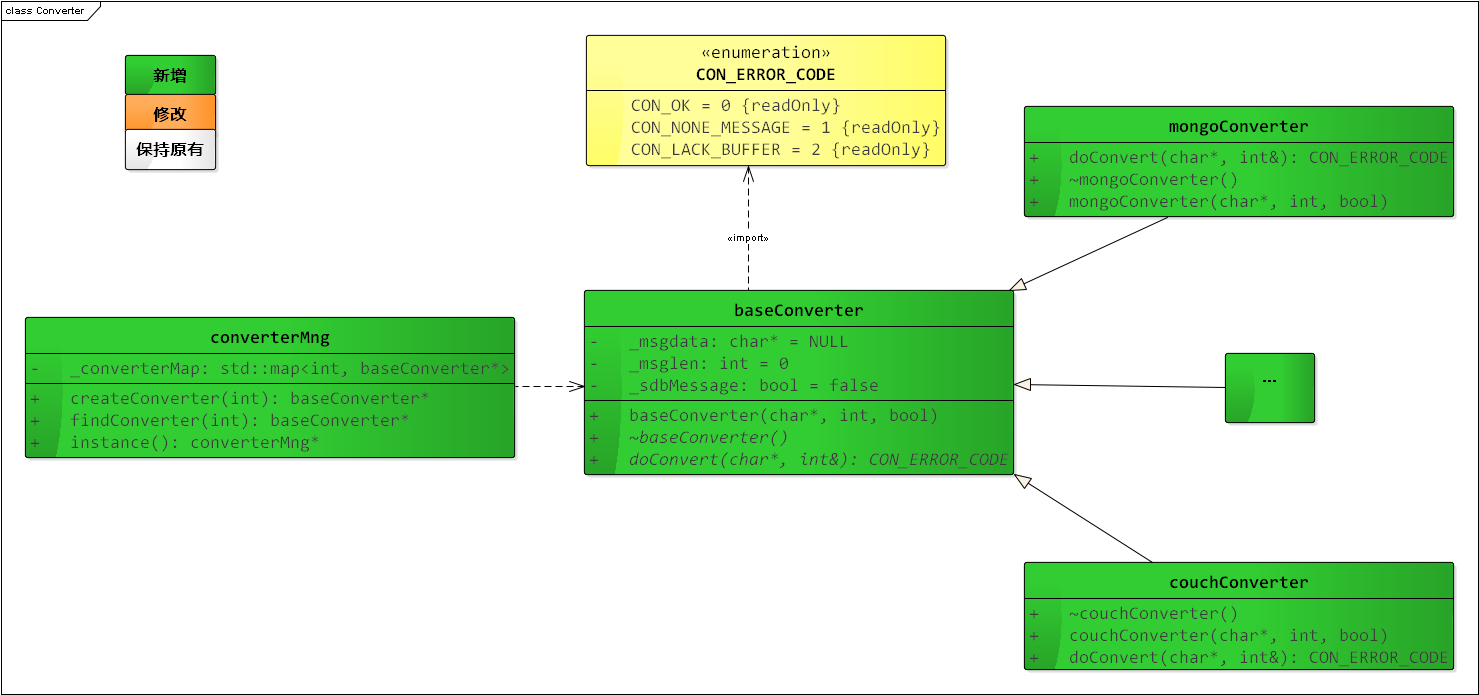 class Converter
新增
修改
保持原有
«enumeration»
CON_ERROR_CODE
CON_OK = 0 {readOnly}
CON_NONE_MESSAGE = 1 {readOnly}
CON_LACK_BUFFER = 2 {readOnly}
mongoConverter
+ doConvert(char*, int&): CON_ERROR_CODE
+ ~mongoConverter()
+ mongoConverter(char*, int, bool)
«import»
converterMng
- _converterMap: std::map<int, baseConverter*>
+ createConverter(int): baseConverter*
+ findConverter(int): baseConverter*
+ instance(): converterMng*
baseConverter
- _msgdata: char* = NULL
- _msglen: int = 0
- _sdbMessage: bool = false
+ baseConverter(char*, int, bool)
+ ~baseConverter()
+ doConvert(char*, int&): CON_ERROR_CODE
...
couchConverter
+ ~couchConverter()
+ couchConverter(char*, int, bool)
+ doConvert(char*, int&): CON_ERROR_CODE